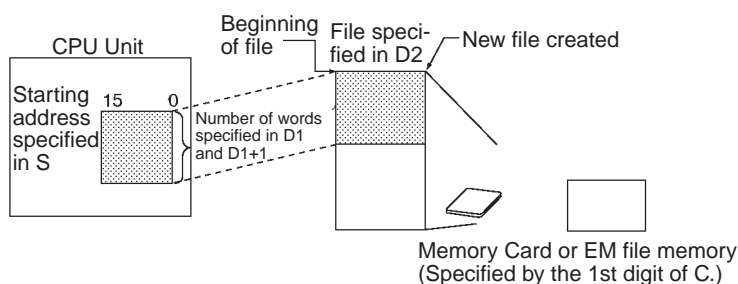 CPU Unit
Starting
address
specified
in S
15 0
Number of words
specified in D1
and D1+1
Beginning
of file
File speci-
fied in D2
New file created
Memory Card or EM file memory
(Specified by the 1st digit of C.)